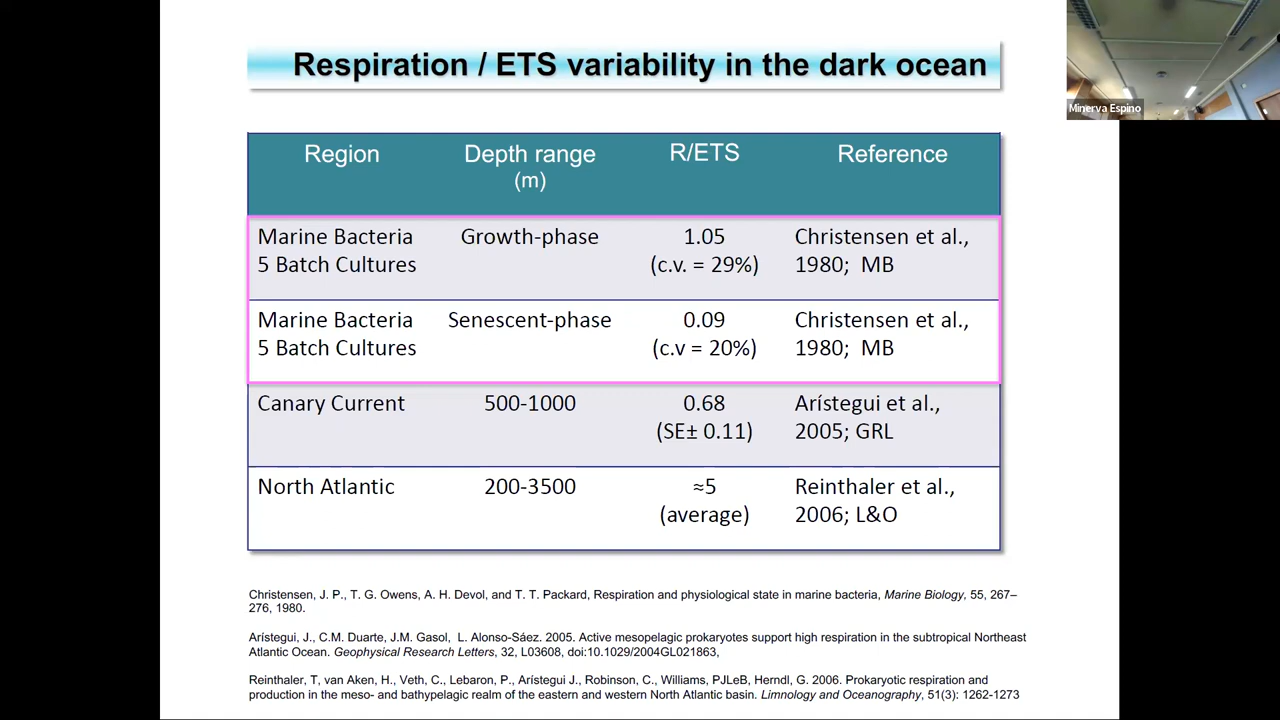 Respiration / ETS variability in the dark ocean
Minerva Espino
Region Depth range (m) R/ETS Reference
Marine Bacteria 5 Batch Cultures Growth-phase 1.05 (c.v. = 29%) Christensen et al., 1980; MB
Marine Bacteria 5 Batch Cultures Senescent-phase 0.09 (c.v = 20%) Christensen et al., 1980; MB
Canary Current 500-1000 0.68 (SE± 0.11) Arístegui et al., 2005; GRL
North Atlantic 200-3500 ≈5 (average) Reinthaler et al., 2006; L&O
Christensen, J. P., T. G. Owens, A. H. Devol, and T. T. Packard, Respiration and physiological state in marine bacteria, Marine Biology, 55, 267–
276, 1980.
Arístegui, J., C.M. Duarte, J.M. Gasol, L. Alonso-Sáez. 2005. Active mesopelagic prokaryotes support high respiration in the subtropical Northeast
Atlantic Ocean. Geophysical Research Letters, 32, L03608, doi:10.1029/2004GL021863,
Reinthaler, T, van Aken, H., Veth, C., Lebaron, P., Arístegui J., Robinson, C., Williams, PJLeB, Herndl, G. 2006. Prokaryotic respiration and
production in the meso- and bathypelagic realm of the eastern and western North Atlantic basin. Limnology and Oceanography, 51(3): 1262-1273